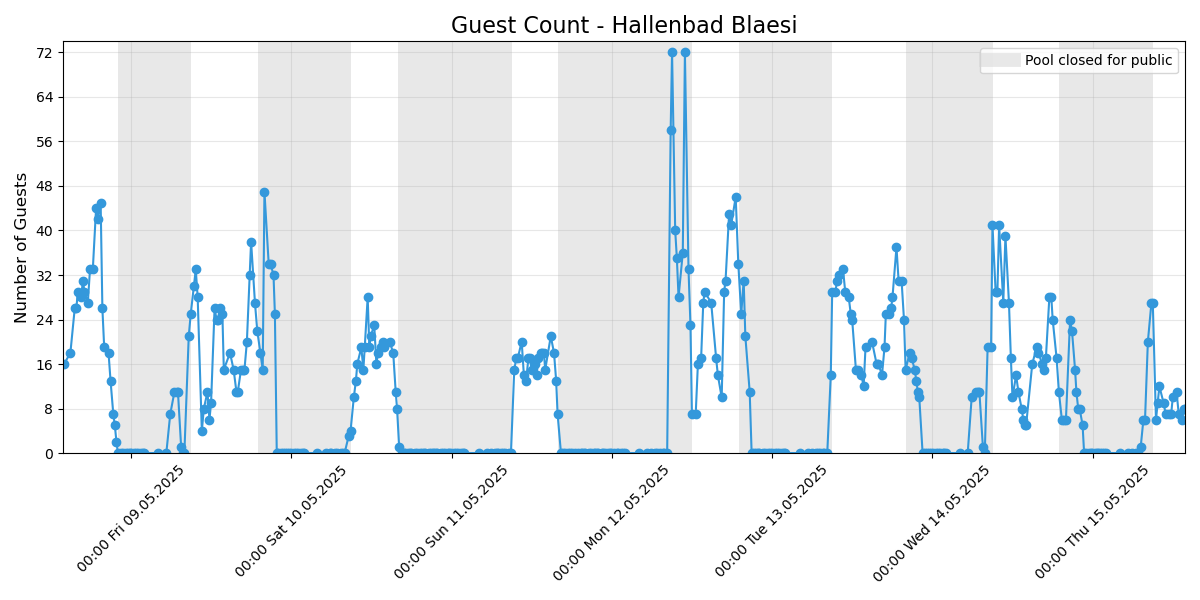 Guest Count - Hallenbad Blaesi
Number of Guests
72
64
56
48
40
32
24
16
8
0
Pool closed for public
00:00 Fri 09.05.2025
00:00 Sat 10.05.2025
00:00 Sun 11.05.2025
00:00 Mon 12.05.2025
00:00 Tue 13.05.2025
00:00 Wed 14.05.2025
00:00 Thu 15.05.2025